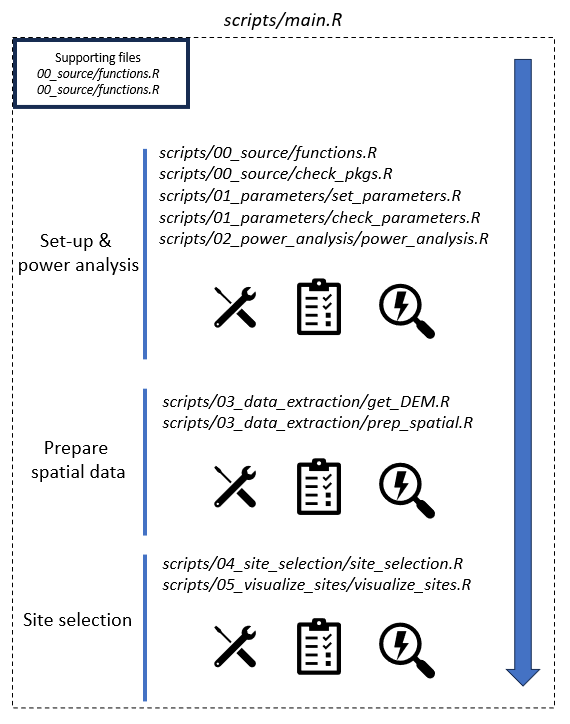 scripts/main.R
Supporting files
00_source/functions.R
00_source/functions.R
Set-up &
power analysis
scripts/00_source/functions.R
scripts/00_source/check_pkgs.R
scripts/01_parameters/set_parameters.R
scripts/01_parameters/check_parameters.R
scripts/02_power_analysis/power_analysis.R
Prepare
spatial data
scripts/03_data_extraction/get_DEM.R
scripts/03_data_extraction/prep_spatial.R
Site selection
scripts/04_site_selection/site_selection.R
scripts/05_visualize_sites/visualize_sites.R